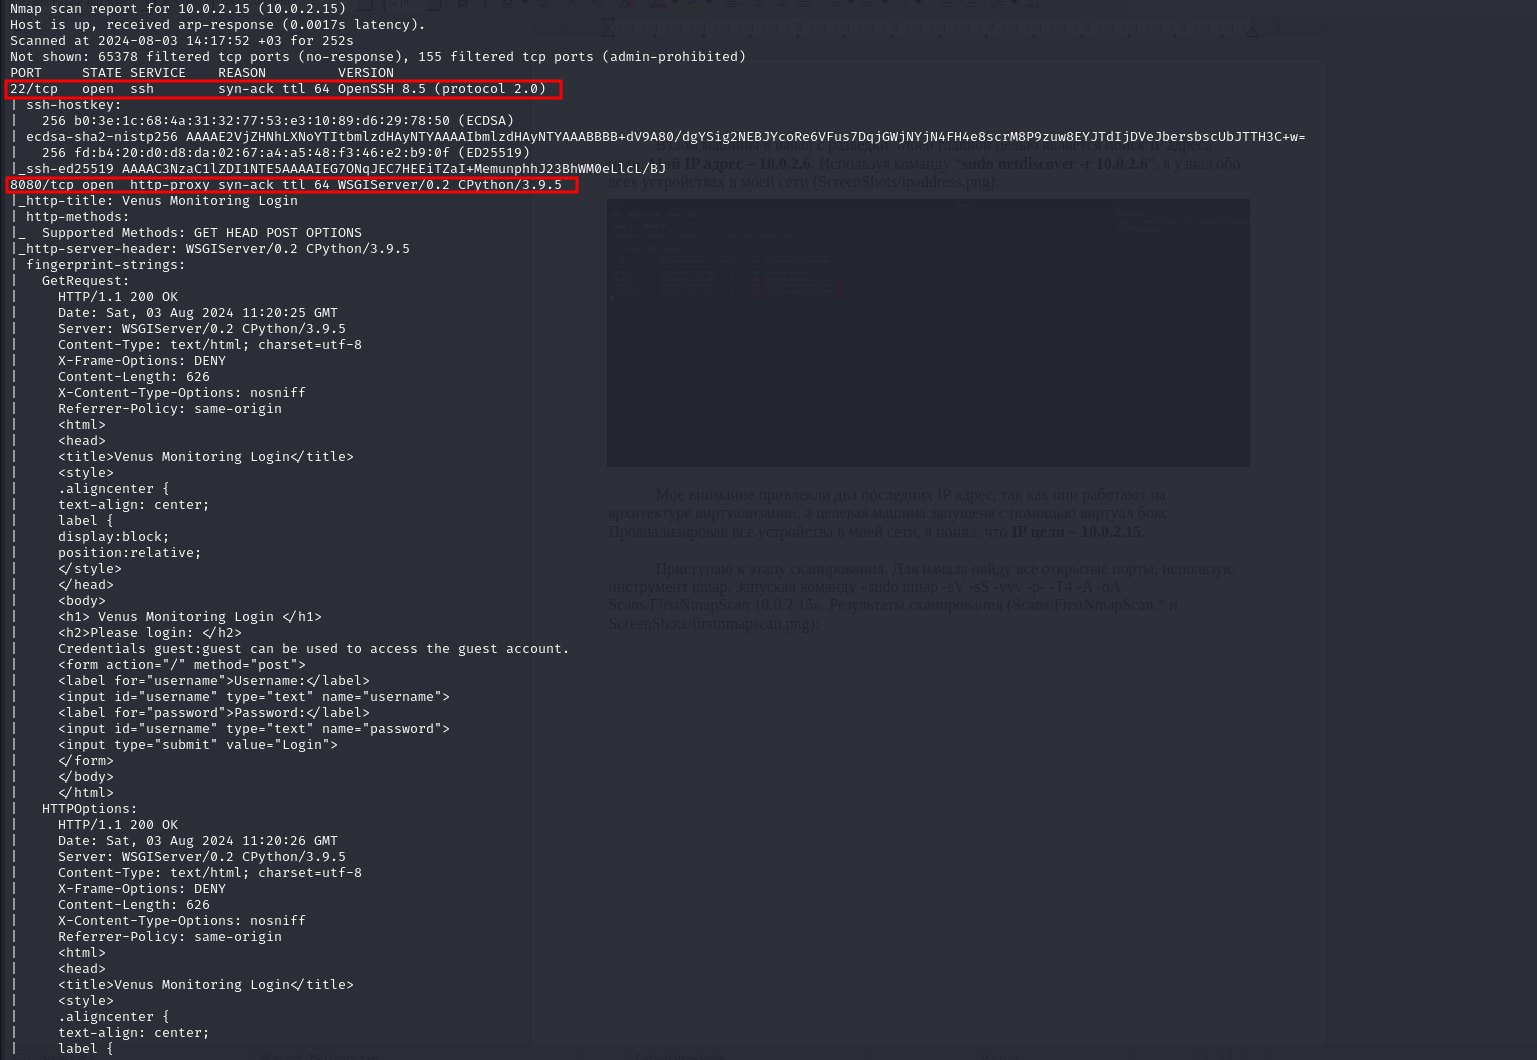 Nmap scan report for 10.0.2.15 (10.0.2.15)
Host is up, received arp-response (0.0017s latency).
Scanned at 2024-08-03 14:17:52 +03 for 252s
Not shown: 65378 filtered tcp ports (no-response), 155 filtered tcp ports (admin-prohibited)
PORT     STATE SERVICE    REASON         VERSION
22/tcp   open  ssh        syn-ack ttl 64 OpenSSH 8.5 (protocol 2.0)
| ssh-hostkey:
|   256 b0:3e:1c:68:4a:31:32:77:53:e3:10:89:d6:29:78:50 (ECDSA)
| ecdsa-sha2-nistp256 AAAAE2VjZHNhLXNoYTItbmlzdHAyNTYAAAAIbmlzdHAyNTYAAABBBB+dV9A80/dgYSig2NEBJYcoRe6VFus7DqjGWjNYjN4FH4e8scrM8P9zuw8EYJTdIjDVeJbersbscUbJTTH3C+w=
|   256 fd:b4:20:d0:d8:da:02:67:a4:a5:48:f3:46:e2:b9:0f (ED25519)
|_ssh-ed25519 AAAAC3NzaC1lZDI1NTE5AAAAIEG7ONqJEC7HEEiTZaI+MemunphhJ23BhWM0eLlcL/BJ
8080/tcp open  http-proxy syn-ack ttl 64 WSGIServer/0.2 CPython/3.9.5
|_http-title: Venus Monitoring Login
| http-methods:
|_  Supported Methods: GET HEAD POST OPTIONS
|_http-server-header: WSGIServer/0.2 CPython/3.9.5
| fingerprint-strings:
|   GetRequest:
|     HTTP/1.1 200 OK
|     Date: Sat, 03 Aug 2024 11:20:25 GMT
|     Server: WSGIServer/0.2 CPython/3.9.5
|     Content-Type: text/html; charset=utf-8
|     X-Frame-Options: DENY
|     Content-Length: 626
|     X-Content-Type-Options: nosniff
|     Referrer-Policy: same-origin
|     <html>
|     <head>
|     <title>Venus Monitoring Login</title>
|     <style>
|     .aligncenter {
|     text-align: center;
|     label {
|     display:block;
|     position:relative;
|     </style>
|     </head>
|     <body>
|     <h1> Venus Monitoring Login </h1>
|     <h2>Please login: </h2>
|     Credentials guest:guest can be used to access the guest account.
|     <form action="/" method="post">
|     <label for="username">Username:</label>
|     <input id="username" type="text" name="username">
|     <label for="password">Password:</label>
|     <input id="username" type="text" name="password">
|     <input type="submit" value="Login">
|     </form>
|     </body>
|     </html>
|   HTTPOptions:
|     HTTP/1.1 200 OK
|     Date: Sat, 03 Aug 2024 11:20:26 GMT
|     Server: WSGIServer/0.2 CPython/3.9.5
|     Content-Type: text/html; charset=utf-8
|     X-Frame-Options: DENY
|     Content-Length: 626
|     X-Content-Type-Options: nosniff
|     Referrer-Policy: same-origin
|     <html>
|     <head>
|     <title>Venus Monitoring Login</title>
|     <style>
|     .aligncenter {
|     text-align: center;
|     label {
Мой IP адрес – 10.0.2.6. Используя команду “sudo netdiscover -r 10.0.2.6”, я узнал обо
всех устройствах в моей сети (ScreenShots/ipaddress.png):
Мое внимание привлекли два последних IP адрес, так как они работают на
архитектуре виртуализации, а целевая машина запущена с помощью виртуал бокс.
Проанализировав все устройства в моей сети, я понял, что IP цели – 10.0.2.15.
Приступаю к этапу сканирования. Для начала найду все открытые порты, использую
инструмент nmap. Запуская команду «sudo nmap -sV -sS -vvv -p- -T4 -A -oA
Scans/FirstNmapScan 10.0.2.15». Результаты сканирования (Scans/FirstNmapScan.* и
ScreenShots/firstnmapscan.png):